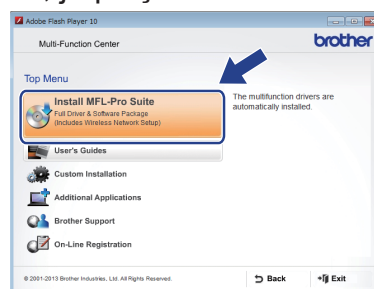 Adobe Flash Player 10
Multi-Function Center
brother
Top Menu
Install MFL-Pro Suite
Full Driver & Software Package
(Includes Wireless Network Setup)
The multifunction drivers are
automatically installed.
User's Guides
Custom Installation
Additional Applications
Brother Support
On-Line Registration
© 2001-2013 Brother Industries, Ltd. All Rights Reserved.
Back
Exit